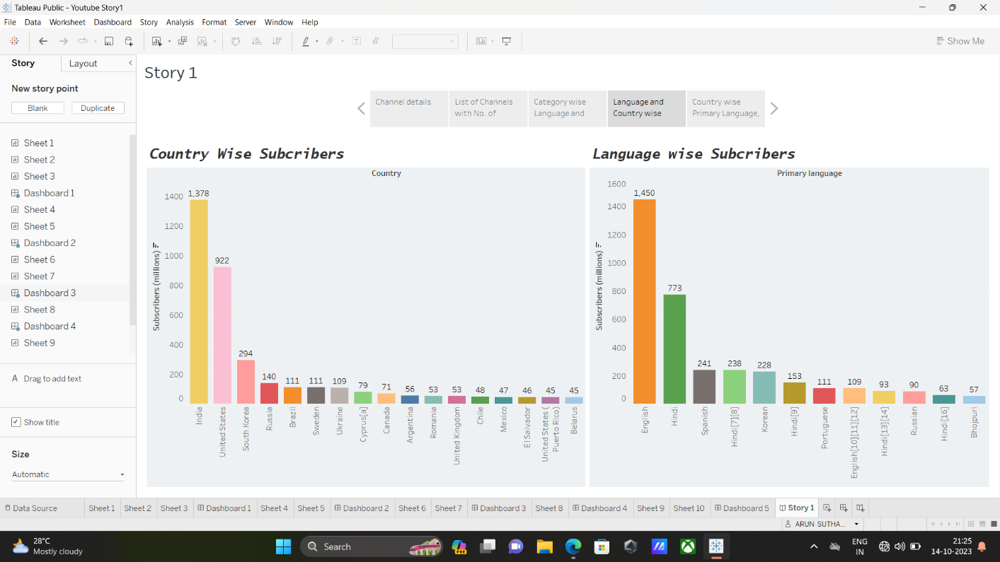 Tableau Public - Youtube Story1
File Data Worksheet Dashboard Story Analysis Format Server Window Help
Show Me
Story Layout
New story point
Blank Duplicate
Sheet 1
Sheet 2
Sheet 3
Dashboard 1
Sheet 4
Sheet 5
Dashboard 2
Sheet 6
Sheet 7
Dashboard 3
Sheet 8
Dashboard 4
Sheet 9
A Drag to add text
Show title
Size
Automatic
Story 1
Channel details
List of Channels
with No. of
Category wise
Language and
Language and
Country wise
Country wise
Primary Language,
Country Wise Subcribers
Country
Subscribers (millions)
1400
1200
1000
800
600
400
200
0
1,378
922
294
140
111
111
109
79
71
56
53
53
48
47
46
45
45
India
United States
South Korea
Russia
Brazil
Sweden
Ukraine
Cyprus[a]
Canada
Argentina
Romania
United Kingdom
Chile
Mexico
El Salvador
United States (
Puerto Rico)
Belarus
Language wise Subcribers
Primary language
Subscribers (millions)
1600
1400
1200
1000
800
600
400
200
0
1,450
773
241
238
228
153
111
109
93
90
63
57
English
Hindi
Spanish
Hindi[7][8]
Korean
Hindi[9]
Portuguese
English[10][11][12]
Hindi[13][14]
Russian
Hindi[16]
Bhojpuri
Data Source Sheet 1 Sheet 2 Sheet 3 Dashboard 1 Sheet 4 Sheet 5 Dashboard 2 Sheet 6 Sheet 7 Dashboard 3 Sheet 8 Dashboard 4 Sheet 9 Sheet 10 Dashboard 5 Story 1
ARUN SUTHA...
28°C
Mostly cloudy
Search
PRE
ENG
IN
21:25
14-10-2023